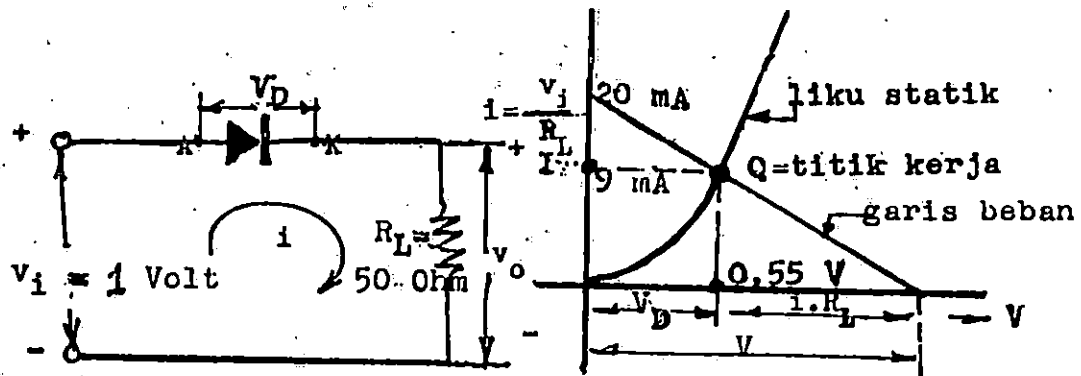 V_D
+
A
A
K
+
i
R_L=
50 Ohm
v_o
v_i = 1 Volt
-
-
i = v_i / R_L
20 mA
liku statik
I
9 mA
Q=titik kerja
garis beban
0,55 V
V_D
i.R_L
V
V